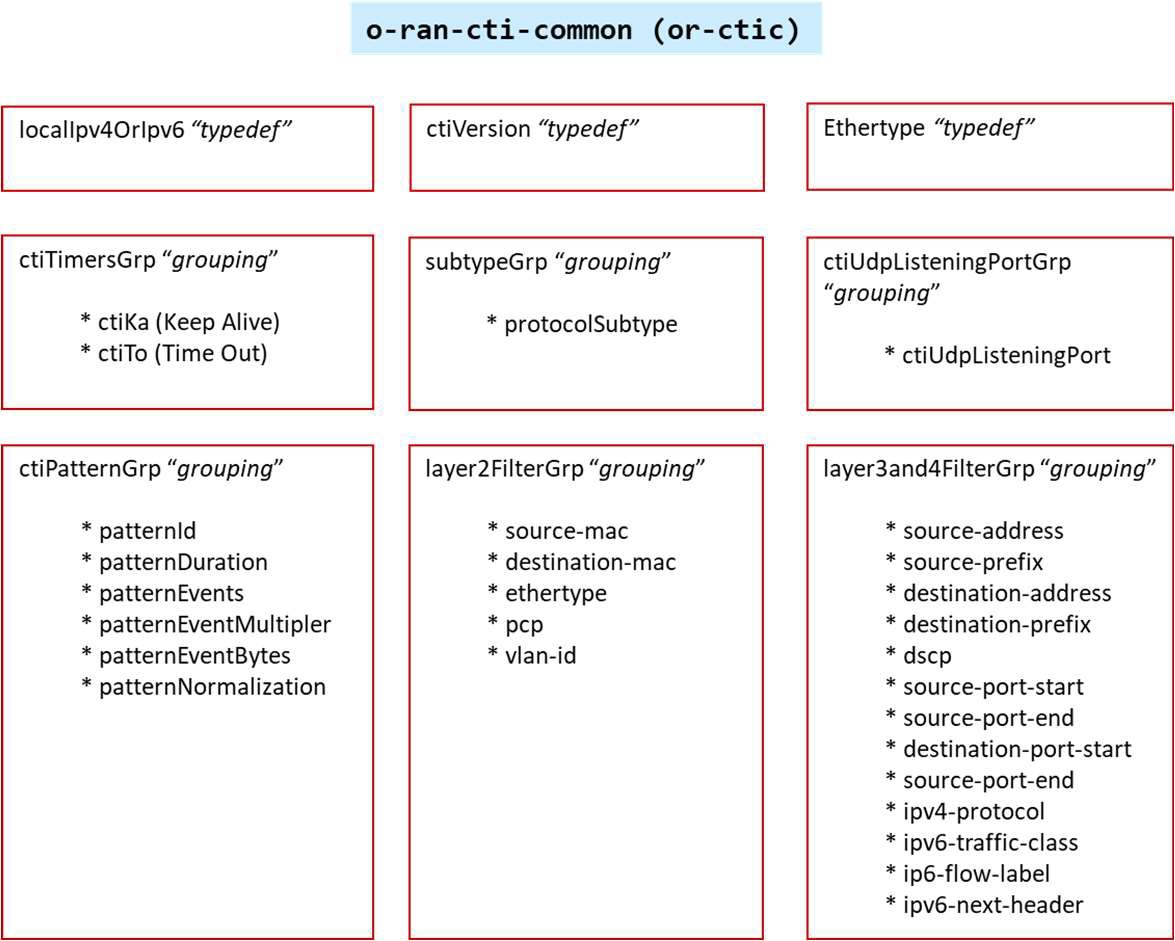 o-ran-cti-common (or-ctic)
localIpv4OrIpv6 “typedef”
ctiVersion “typedef”
Ethertype “typedef”
ctiTimersGrp “grouping”
* ctiKa (Keep Alive)
* ctiTo (Time Out)
subtypeGrp “grouping”
* protocolSubtype
ctiUdpListeningPortGrp
“grouping”
* ctiUdpListeningPort
ctiPatternGrp “grouping”
* patternId
* patternDuration
* patternEvents
* patternEventMultipler
* patternEventBytes
* patternNormalization
layer2FilterGrp “grouping”
* source-mac
* destination-mac
* ethertype
* pcp
* vlan-id
layer3and4FilterGrp “grouping”
* source-address
* source-prefix
* destination-address
* destination-prefix
* dscp
* source-port-start
* source-port-end
* destination-port-start
* source-port-end
* ipv4-protocol
* ipv6-traffic-class
* ip6-flow-label
* ipv6-next-header